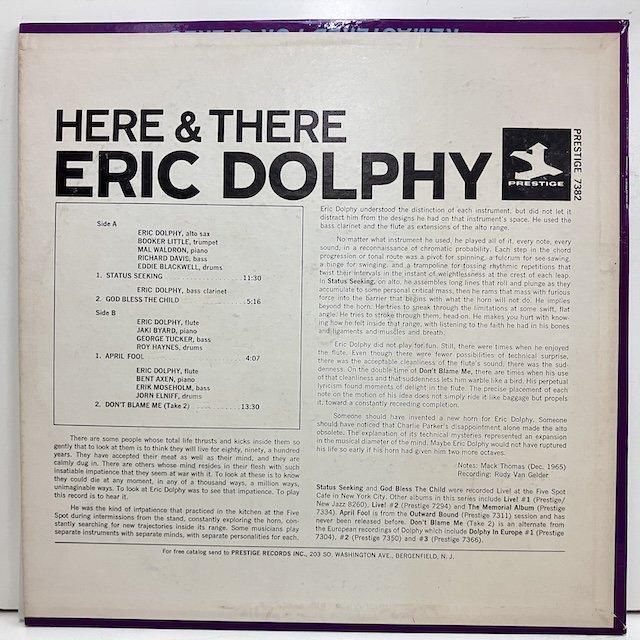 HERE & THERE
ERIC DOLPHY
PRESTIGE
PRESTIGE 7382
Side A
ERIC DOLPHY, alto sax
BOOKER LITTLE, trumpet
MAL WALDRON, piano
RICHARD DAVIS, bass
EDDIE BLACKWELL, drums
1. STATUS SEEKING 11:30
ERIC DOLPHY, bass clarinet
2. GOD BLESS THE CHILD 5:16
Side B
ERIC DOLPHY, flute
JAKI BYARD, piano
GEORGE TUCKER, bass
ROY HAYNES, drums
1. APRIL FOOL 4:07
ERIC DOLPHY, flute
BENT AXEN, piano
ERIK MOSEHOLM, bass
JORN ELNIFF, drums
2. DON'T BLAME ME (Take 2) 13:30
There are some people whose total life thrusts and kicks inside them so
gently that to look at them is to think they will live for eighty, ninety, a hundred
years. They have accepted their meat as well as their mind, and they are
calmly dug in. There are others whose mind resides in their flesh with such
insatiable impatience that they seem at war with it. To look at these is to know
they could die at any moment, in any of a thousand ways, a million ways,
unimaginable ways. To look at Eric Dolphy was to see that impatience. To play
this record is to hear it.
He was the kind of impatience that practiced in the kitchen at the Five
Spot during intermissions from the stand, constantly exploring the horn, con-
stantly searching for new trajectories inside its range. Some musicians play
separate instruments with separate minds, with separate personalities for each.
Eric Dolphy understood the distinction of each instrument, but did not let it
distract him from the designs he had on that instrument's space. He used the
bass clarinet and the flute as extensions of the alto range.
No matter what instrument he used, he played all of it, every note, every
sound, in a reconnaissance of chromatic probability. Each step in the chord
progression or tonal route was a pivot for spinning, a fulcrum for see-sawing,
a hinge for swinging, and a trampoline for tossing rhythmic repetitions that
twist their intervals in the instant of weightlessness at the crest of each leap.
In Status Seeking, on alto, he assembles long lines that roll and plunge as they
accumulate to some personal critical mass; then he rams that mass with furious
force into the barrier that begins with what the horn will not do. He implies
beyond the horn. He tries to speak through the limitations at some swift, flat
angle. He tries to stroke through them, head-on. He makes you hurt with know-
ing how he felt inside that range, with listening to the faith he had in his bones
and ligaments and muscles and breath.
Eric Dolphy did not play for fun. Still, there were times when he enjoyed
the flute. Even though there were fewer possibilities of technical surprise,
there was the acceptable cleanliness of the flute's sound, there was the sud-
denness. On the double time of Don't Blame Me, there are times when his use
of that cleanliness and that suddenness lets him warble like a bird. His perpetual
lyricism found moments of delight in the flute. The precise placement of each
note on the motion of his idea does not simply ride it like baggage but propels
it, toward a constantly receeding completion.
Someone should have invented a new horn for Eric Dolphy. Someone
should have noticed that Charlie Parker's disappointment alone made the alto
obsolete. The explanation of its technical mysteries represented an expansion
in the musical diameter of the mind. Maybe Eric Dolphy would not have ruptured
his life so early if his horn had given him two more octaves.
Notes: Mack Thomas (Dec. 1965)
Recording: Rudy Van Gelder
Status Seeking and God Bless The Child were recorded Live! at the Five Spot
Cafe in New York City. Other albums in this series include Live! #1 (Prestige/
New Jazz 8260), Live! #2 (Prestige 7294) and The Memorial Album (Prestige
7334). April Fool is from the Outward Bound (Prestige 7311) session and has
never been released before. Don't Blame Me (Take 2) is an alternate from
the European recordings of Dolphy which include Dolphy In Europe #1 (Prestige
7304), #2 (Prestige 7350) and #3 (Prestige 7366).
For free catalog send to PRESTIGE RECORDS INC., 203 SO. WASHINGTON AVE., BERGENFIELD, N. J.